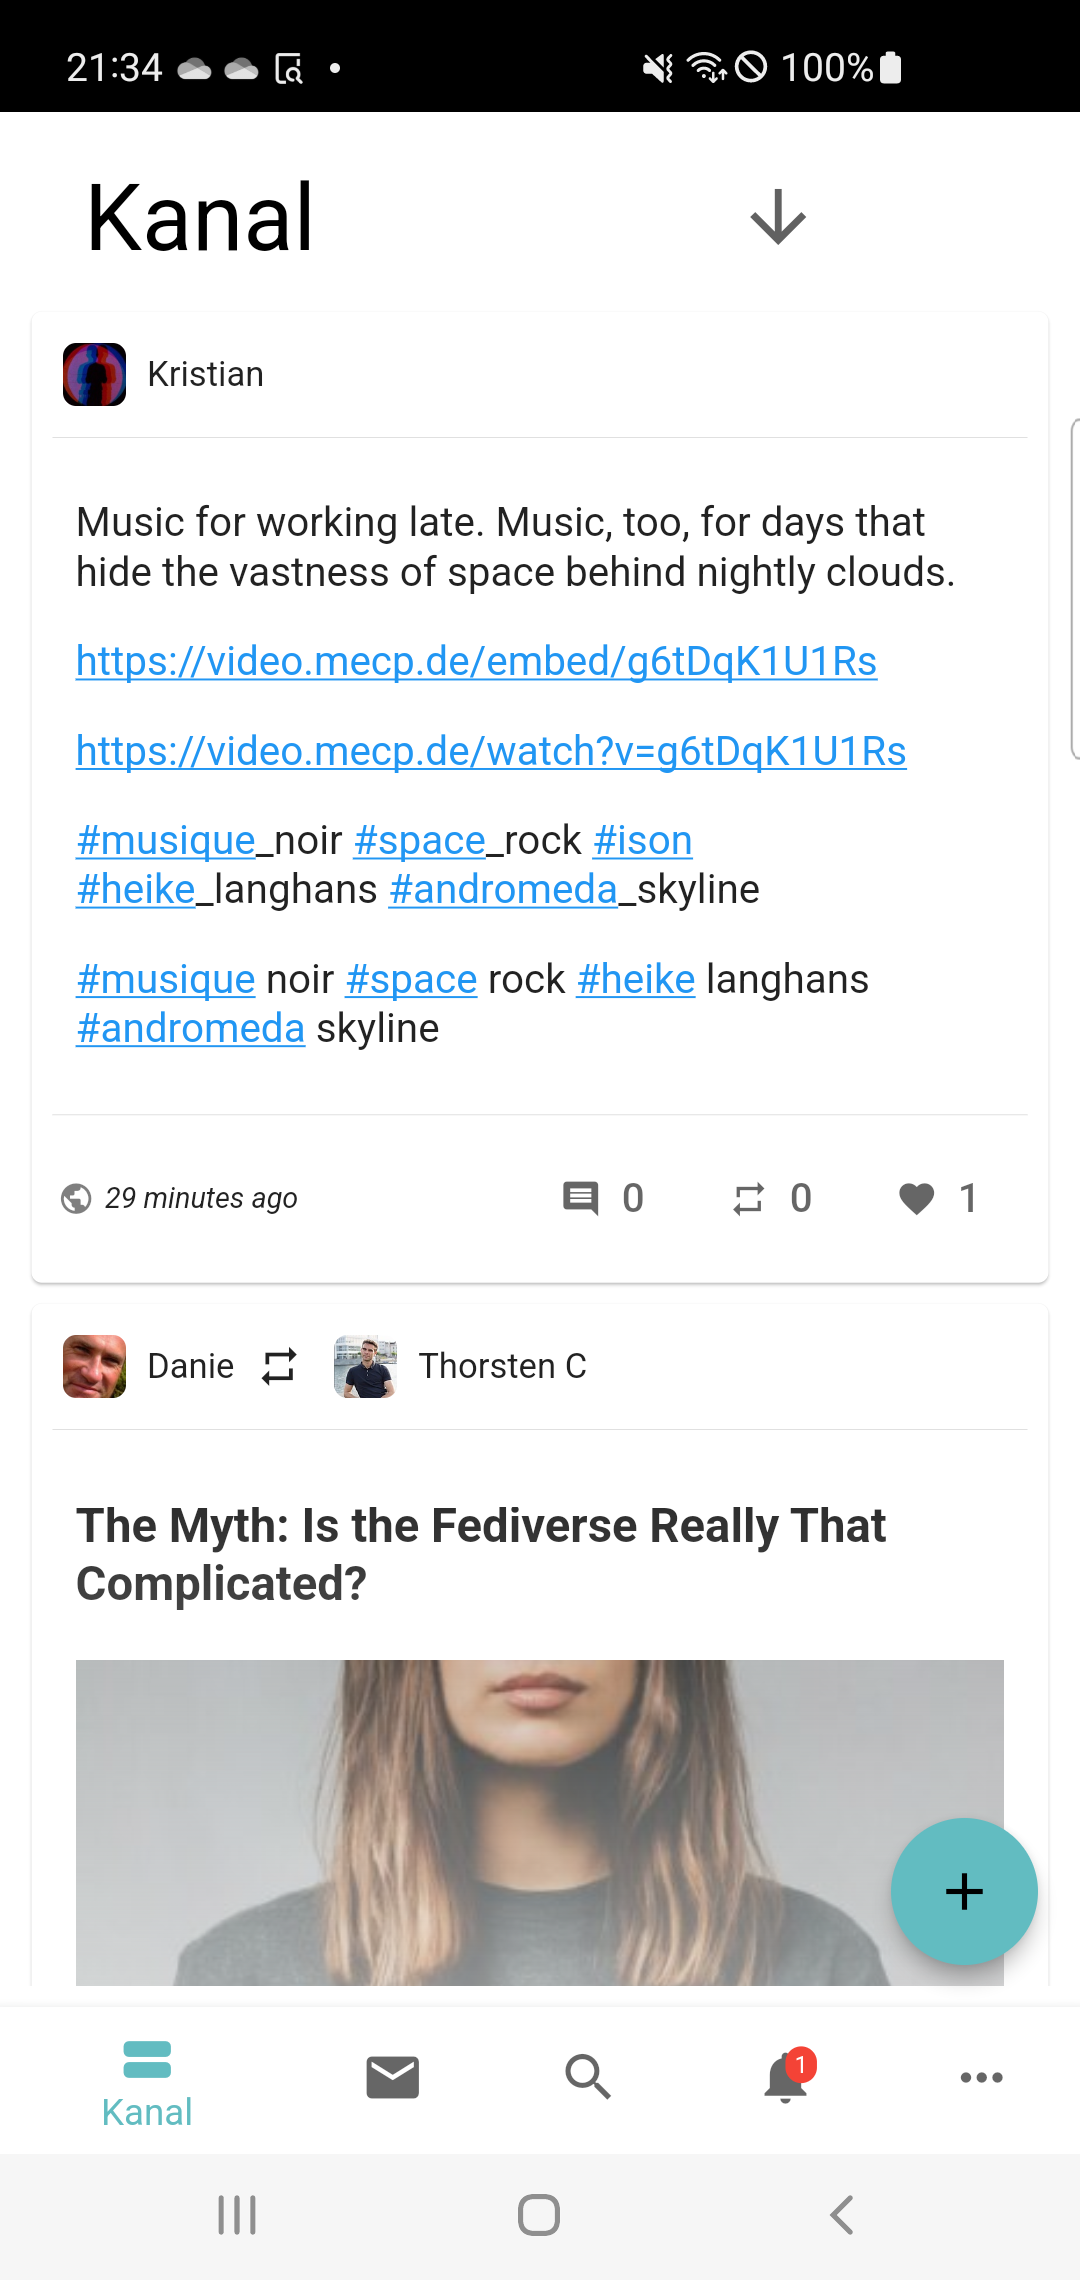 21:34
100%
Kanal
Kristian
Music for working late. Music, too, for days that
hide the vastness of space behind nightly clouds.
https://video.mecp.de/embed/g6tDqK1U1Rs
https://video.mecp.de/watch?v=g6tDqK1U1Rs
#musique_noir #space_rock #ison
#heike_langhans #andromeda_skyline
#musique noir #space rock #heike langhans
#andromeda skyline
29 minutes ago 0 0 1
Danie Thorsten C
The Myth: Is the Fediverse Really That
Complicated?
1
Kanal